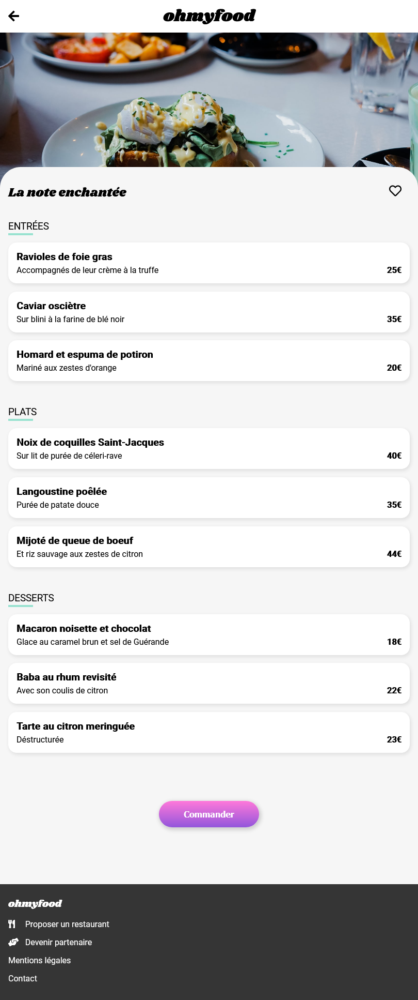 ohmyfood
La note enchantée
ENTRÉES
Ravioles de foie gras
Accompagnés de leur crème à la truffe
25€
Caviar osciètre
Sur blini à la farine de blé noir
35€
Homard et espuma de potiron
Mariné aux zestes d'orange
20€
PLATS
Noix de coquilles Saint-Jacques
Sur lit de purée de céleri-rave
40€
Langoustine poêlée
Purée de patate douce
35€
Mijoté de queue de boeuf
Et riz sauvage aux zestes de citron
44€
DESSERTS
Macaron noisette et chocolat
Glace au caramel brun et sel de Guérande
18€
Baba au rhum revisité
Avec son coulis de citron
22€
Tarte au citron meringuée
Déstructurée
23€
Commander
ohmyfood
Proposer un restaurant
Devenir partenaire
Mentions légales
Contact